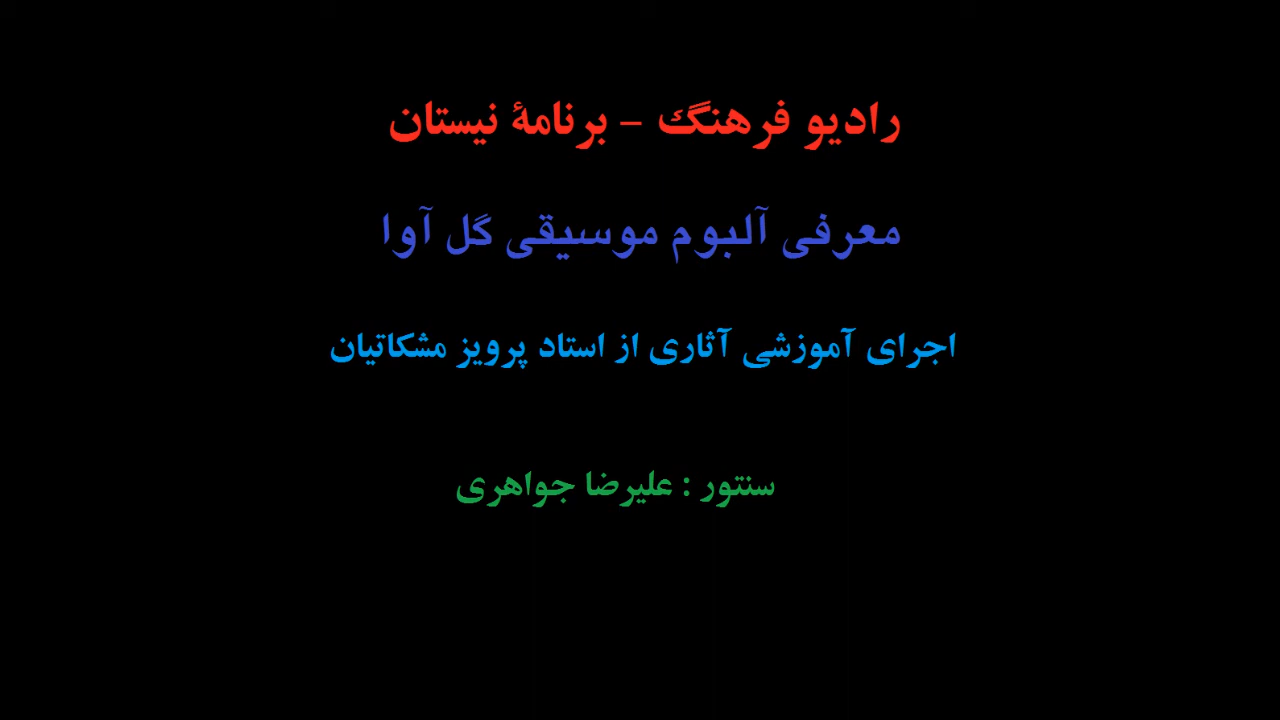 رادیو فرهنگ – برنامهٔ نیستان
معرفی آلبوم موسیقی گل آوا
اجرای آموزشی آثاری از استاد پرویز مشکاتیان
سنتور : علیرضا جواهری